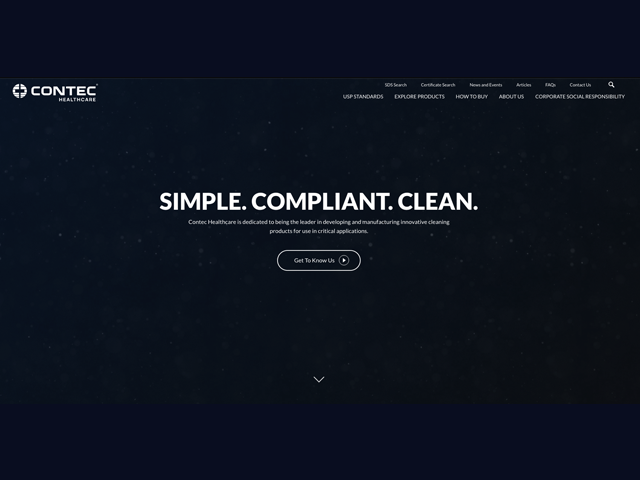 CONTEC
HEALTHCARE
SDS Search Certificate Search News and Events Articles FAQs Contact Us
USP STANDARDS EXPLORE PRODUCTS HOW TO BUY ABOUT US CORPORATE SOCIAL RESPONSIBILITY
SIMPLE. COMPLIANT. CLEAN.
Contec Healthcare is dedicated to being the leader in developing and manufacturing innovative cleaning
products for use in critical applications.
Get To Know Us